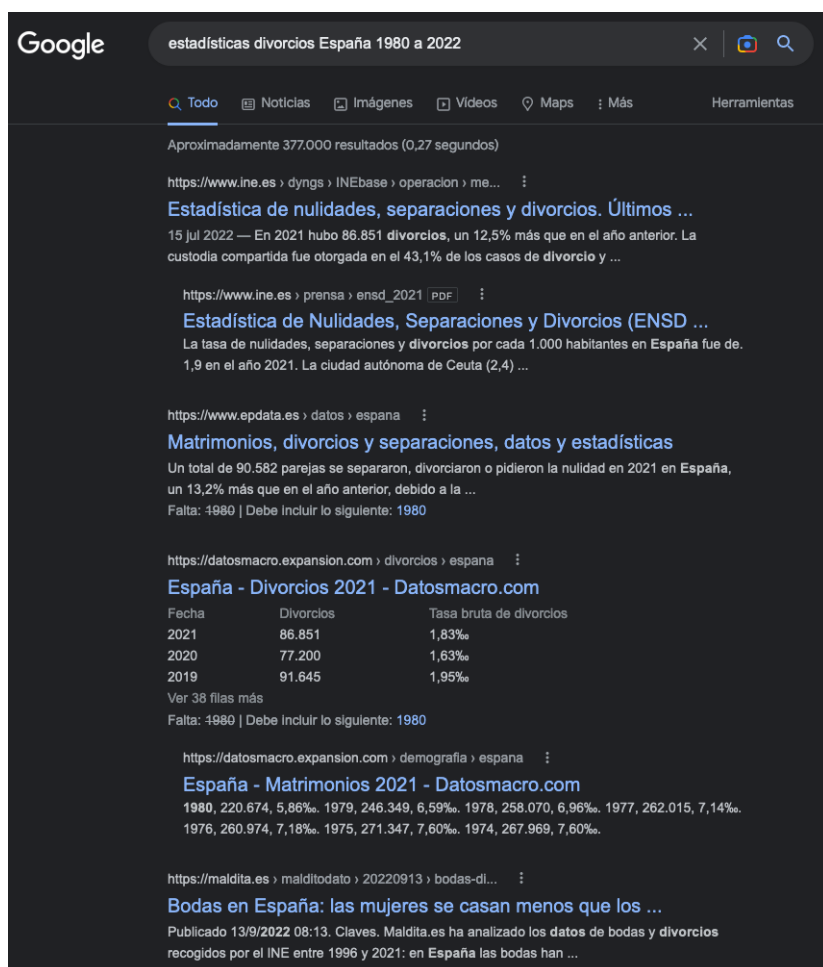 Google
estadísticas divorcios España 1980 a 2022
Todo Noticias Imágenes Vídeos Maps Más Herramientas
Aproximadamente 377.000 resultados (0,27 segundos)
https://www.ine.es › dyngs › INEbase › operacion › me...
Estadística de nulidades, separaciones y divorcios. Últimos ...
15 jul 2022 — En 2021 hubo 86.851 divorcios, un 12,5% más que en el año anterior. La
custodia compartida fue otorgada en el 43,1% de los casos de divorcio y ...
https://www.ine.es › prensa › ensd_2021 PDF
Estadística de Nulidades, Separaciones y Divorcios (ENSD ...
La tasa de nulidades, separaciones y divorcios por cada 1.000 habitantes en España fue de.
1,9 en el año 2021. La ciudad autónoma de Ceuta (2,4) ...
https://www.epdata.es › datos › espana
Matrimonios, divorcios y separaciones, datos y estadísticas
Un total de 90.582 parejas se separaron, divorciaron o pidieron la nulidad en 2021 en España,
un 13,2% más que en el año anterior, debido a la ...
Falta: 1980 | Debe incluir lo siguiente: 1980
https://datosmacro.expansion.com › divorcios › espana
España - Divorcios 2021 - Datosmacro.com
Fecha Divorcios Tasa bruta de divorcios
2021 86.851 1,83‰
2020 77.200 1,63‰
2019 91.645 1,95‰
Ver 38 filas más
Falta: 1980 | Debe incluir lo siguiente: 1980
https://datosmacro.expansion.com › demografia › espana
España - Matrimonios 2021 - Datosmacro.com
1980, 220.674, 5,86‰. 1979, 246.349, 6,59‰. 1978, 258.070, 6,96‰. 1977, 262.015, 7,14‰.
1976, 260.974, 7,18‰. 1975, 271.347, 7,60‰. 1974, 267.969, 7,60‰.
https://maldita.es › malditodato › 20220913 › bodas-di...
Bodas en España: las mujeres se casan menos que los ...
Publicado 13/9/2022 08:13. Claves. Maldita.es ha analizado los datos de bodas y divorcios
recogidos por el INE entre 1996 y 2021: en España las bodas han ...